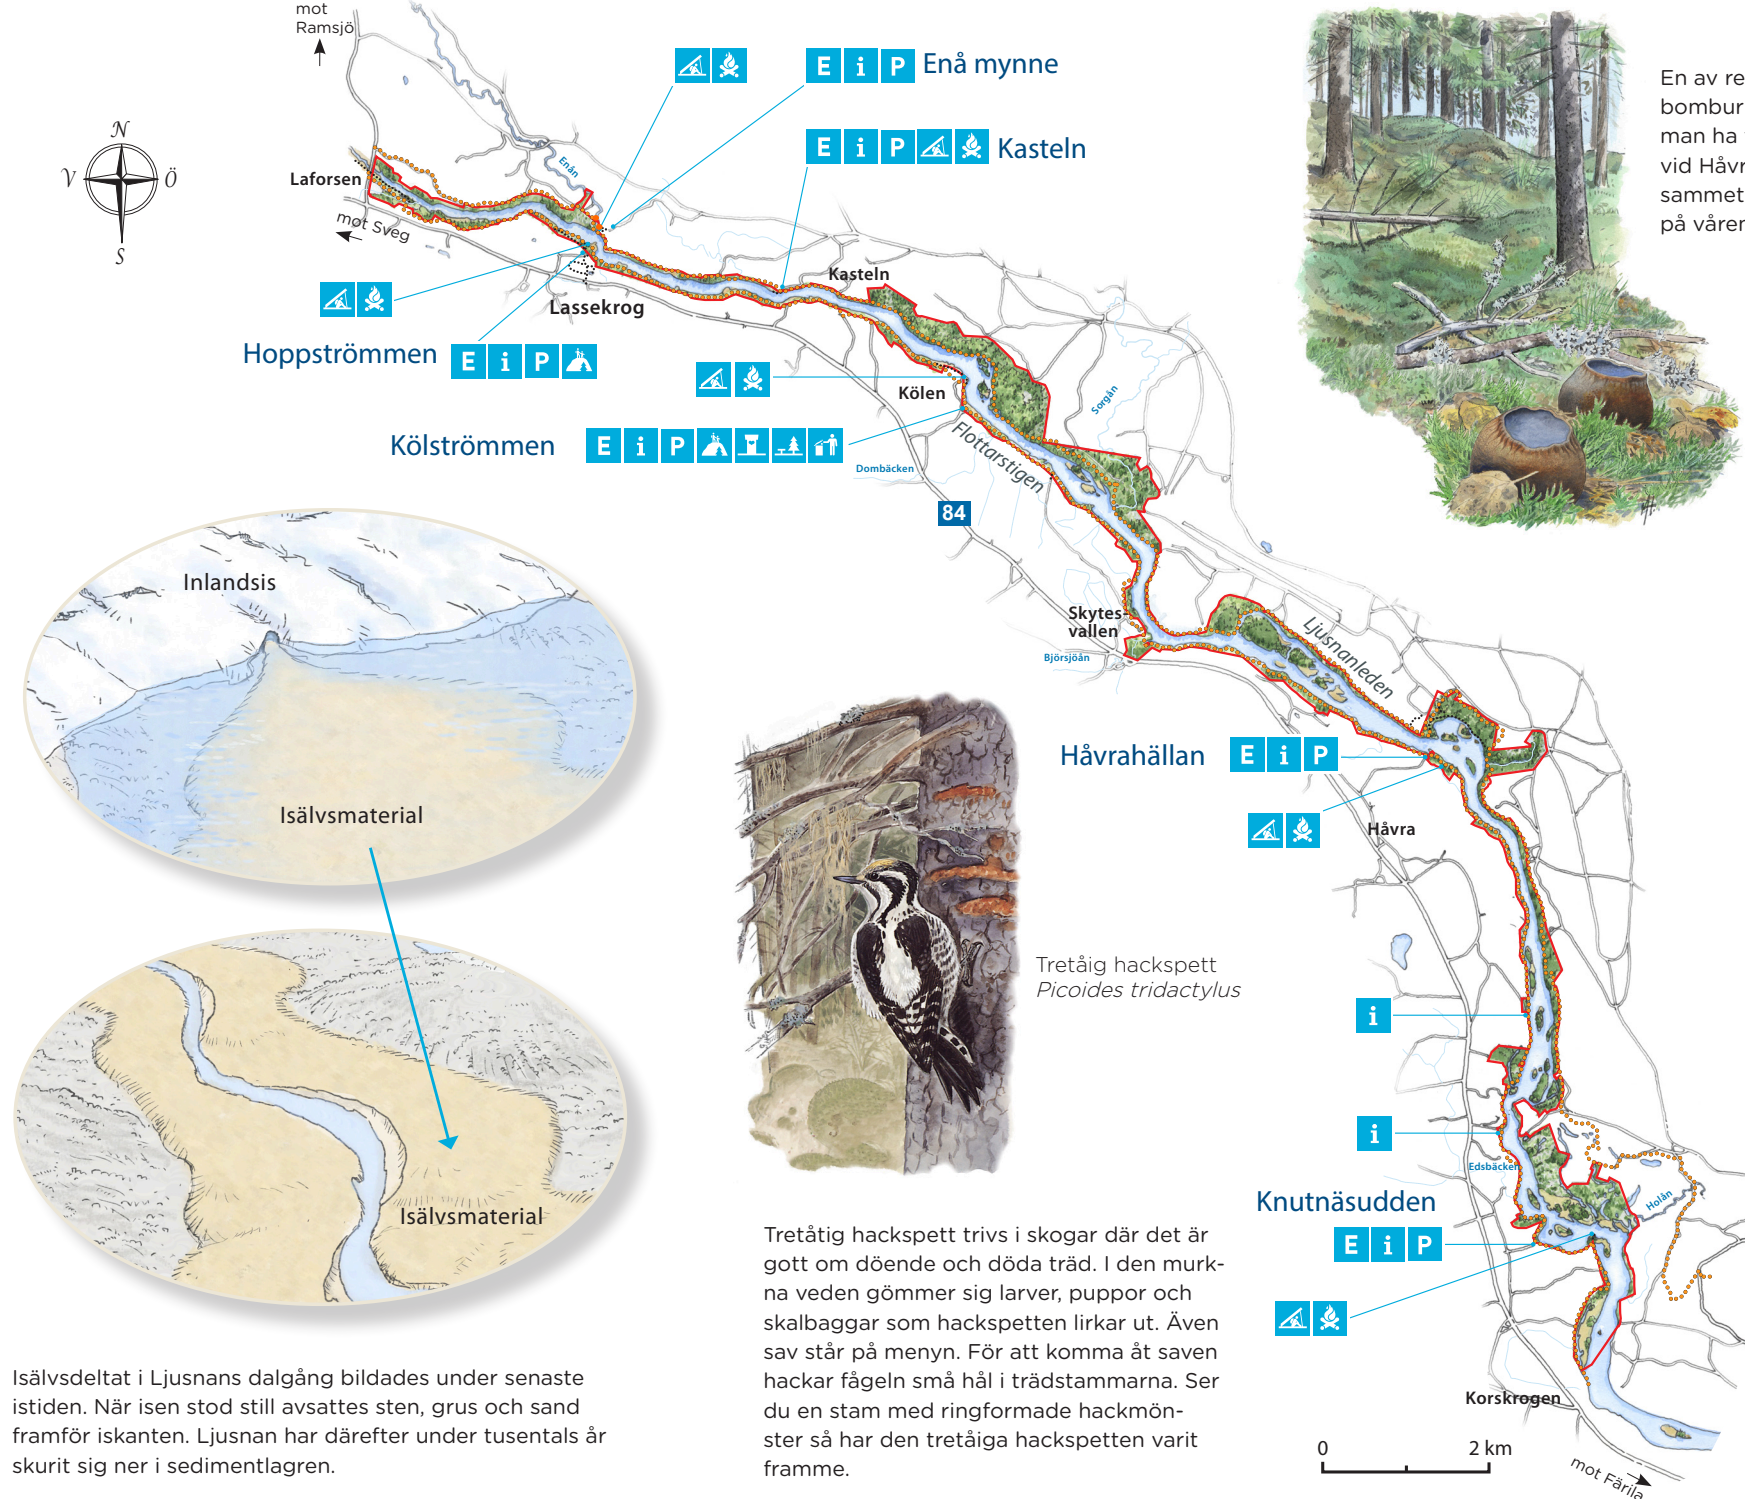 mot
Ramsjö
E i P Enå mynne
E i P Kasteln
N
V Ö
S
Laforsen
mot Sveg
Enån
Kasteln
Lassekrog
Hoppströmmen E i P
Kölen
Sorgån
Kölströmmen E i P
Flottarstigen
Dombäcken
84
Skytes-
vallen
Björsjöån
Ljusnanleden
Håvrahällan E i P
Håvra
i
i
Edsbäcken
Holån
Knutnäsudden
E i P
Korskrogen
0 2 km
mot Färila
En av re
bombur
man ha
vid Håvr
sammet
på våren
Inlandsis
Isälvsmaterial
Isälvsmaterial
Isälvsdeltat i Ljusnans dalgång bildades under senaste
istiden. När isen stod still avsattes sten, grus och sand
framför iskanten. Ljusnan har därefter under tusentals år
skurit sig ner i sedimentlagren.
Tretåig hackspett
Picoides tridactylus
Tretåtig hackspett trivs i skogar där det är
gott om döende och döda träd. I den murk-
na veden gömmer sig larver, puppor och
skalbaggar som hackspetten lirkar ut. Även
sav står på menyn. För att komma åt saven
hackar fågeln små hål i trädstammarna. Ser
du en stam med ringformade hackmön-
ster så har den tretåiga hackspetten varit
framme.